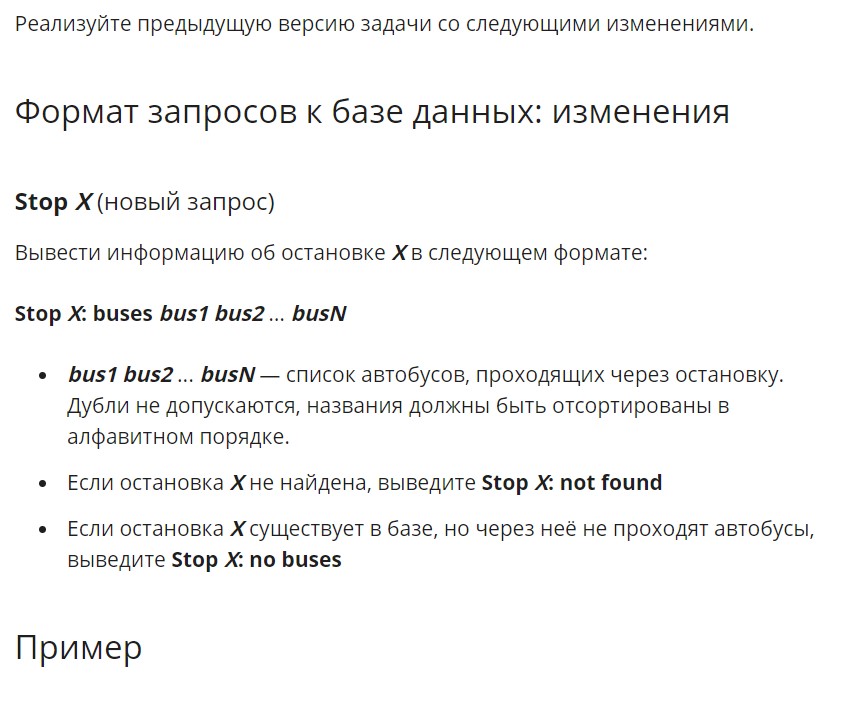 Реализуйте предыдущую версию задачи со следующими изменениями.
Формат запросов к базе данных: изменения
Stop X (новый запрос)
Вывести информацию об остановке X в следующем формате:
Stop X: buses bus1 bus2 ... busN
• bus1 bus2 ... busN — список автобусов, проходящих через остановку.
Дубли не допускаются, названия должны быть отсортированы в
алфавитном порядке.
• Если остановка X не найдена, выведите Stop X: not found
• Если остановка X существует в базе, но через неё не проходят автобусы,
выведите Stop X: no buses
Пример